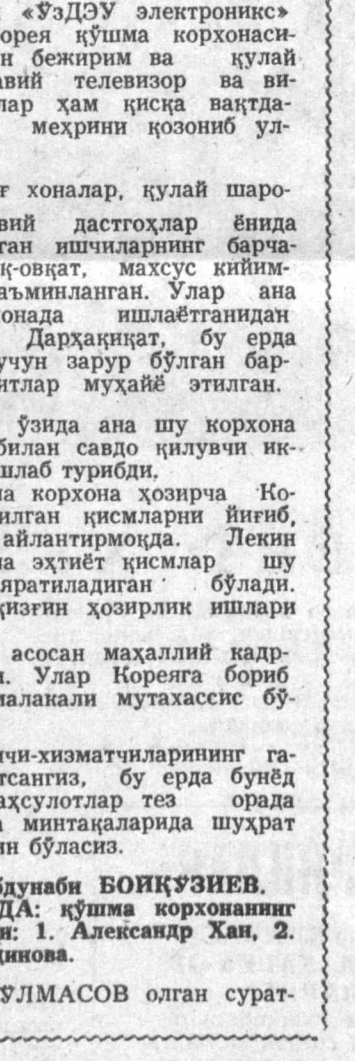 «ЎзДЭУ электроникс»
орея қўшма корхонаси-
н бежирим ва қулай
авий телевизор ва ви-
лар ҳам қисқа вақтда-
меҳрини қозониб ул-
ғ хоналар, қулай шаро-
вий дастгоҳлар ёнида
ган ишчиларнинг барча-
қ-овқат, махсус кийим-
аъминланган. Улар ана
онада ишлаётганидан
Дарҳақиқат, бу ерда
учун зарур бўлган бар-
итлар муҳайё этилган.
ўзида ана шу корхона
билан савдо қилувчи ик-
шлаб турибди.
на корхона ҳозирча Ко-
илган қисмларни йиғиб,
айлантирмоқда. Лекин
на эҳтиёт қисмлар шу
яратиладиган бўлади.
қизғин ҳозирлик ишлари
асосан маҳаллий кадр-
и. Улар Кореяга бориб
малакали мутахассис бў-
ичи-хизматчиларининг га-
тсангиз, бу ерда бунёд
аҳсулотлар тез орада
а минтақаларида шуҳрат
ин бўласиз.
бдунаби БОЙҚЎЗИЕВ.
ДА: қўшма корхонанинг
и: 1. Александр Хан, 2.
динова.
ЎЛМАСОВ олган сурат-